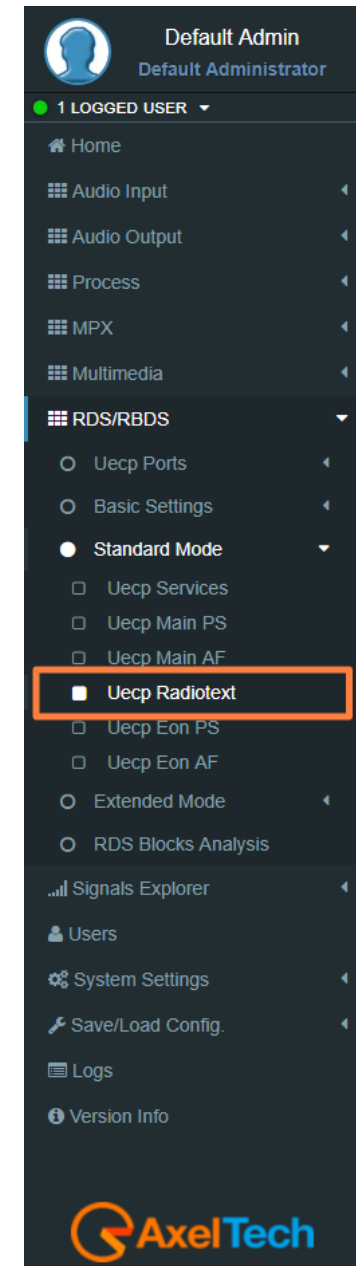 Default Admin
Default Administrator
1 LOGGED USER
Home
Audio Input
Audio Output
Process
MPX
Multimedia
RDS/RBDS
Uecp Ports
Basic Settings
Standard Mode
Uecp Services
Uecp Main PS
Uecp Main AF
Uecp Radiotext
Uecp Eon PS
Uecp Eon AF
Extended Mode
RDS Blocks Analysis
Signals Explorer
Users
System Settings
Save/Load Config.
Logs
Version Info
AxelTech